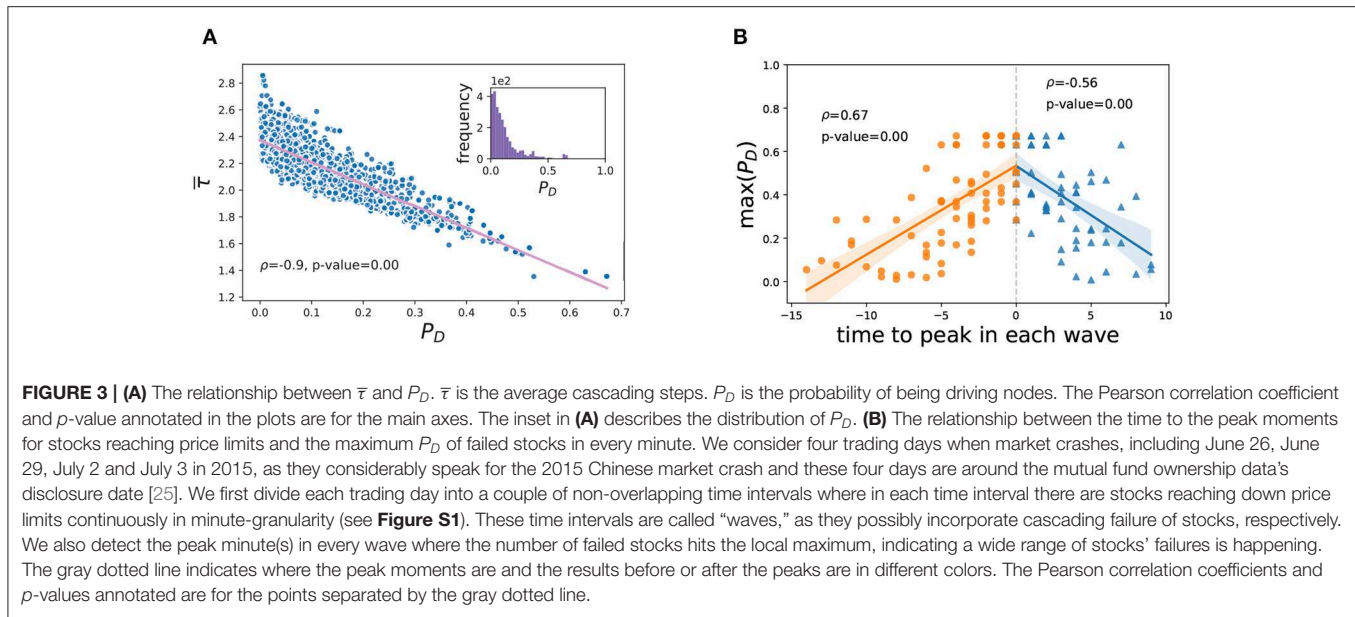 A
B
2.8
2.6
2.4
2.2
2.0
1.8
1.6
1.4
1.2
τ̅
ρ=-0.9, p-value=0.00
0.0 0.1 0.2 0.3 0.4 0.5 0.6 0.7
P_D
1e2
4
2
0
frequency
0.0 0.5 1.0
P_D
1.0
0.8
0.6
0.4
0.2
0.0
max(P_D)
ρ=0.67
p-value=0.00
ρ=-0.56
p-value=0.00
−15 −10 −5 0 5 10
time to peak in each wave
FIGURE 3 | (A) The relationship between τ̅ and P_D. τ̅ is the average cascading steps. P_D is the probability of being driving nodes. The Pearson correlation coefficient
and p-value annotated in the plots are for the main axes. The inset in (A) describes the distribution of P_D. (B) The relationship between the time to the peak moments
for stocks reaching price limits and the maximum P_D of failed stocks in every minute. We consider four trading days when market crashes, including June 26, June
29, July 2 and July 3 in 2015, as they considerably speak for the 2015 Chinese market crash and these four days are around the mutual fund ownership data's
disclosure date [25]. We first divide each trading day into a couple of non-overlapping time intervals where in each time interval there are stocks reaching down price
limits continuously in minute-granularity (see Figure S1). These time intervals are called “waves,” as they possibly incorporate cascading failure of stocks, respectively.
We also detect the peak minute(s) in every wave where the number of failed stocks hits the local maximum, indicating a wide range of stocks' failures is happening.
The gray dotted line indicates where the peak moments are and the results before or after the peaks are in different colors. The Pearson correlation coefficients and
p-values annotated are for the points separated by the gray dotted line.